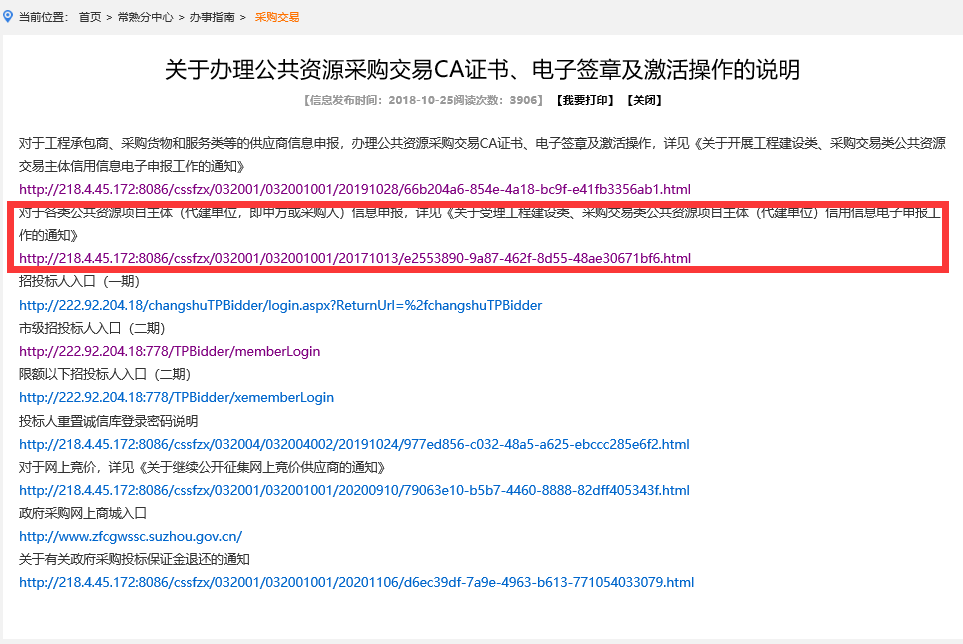 当前位置： 首页 > 常熟分中心 > 办事指南 > 采购交易
关于办理公共资源采购交易CA证书、电子签章及激活操作的说明
【信息发布时间：2018-10-25阅读次数：3906】 【我要打印】 【关闭】
对于工程承包商、采购货物和服务类等的供应商信息申报，办理公共资源采购交易CA证书、电子签章及激活操作，详见《关于开展工程建设类、采购交易类公共资源
交易主体信用信息电子申报工作的通知》
http://218.4.45.172:8086/cssfzx/032001/032001001/20191028/66b204a6-854e-4a18-bc9f-e41fb3356ab1.html
对于各类公共资源项目主体（代建单位，即甲方或采购人）信息申报，详见《关于受理工程建设类、采购交易类公共资源项目主体（代建单位）信用信息电子申报工
作的通知》
http://218.4.45.172:8086/cssfzx/032001/032001001/20171013/e2553890-9a87-462f-8d55-48ae30671bf6.html
招投标人入口（一期）
http://222.92.204.18/changshuTPBidder/login.aspx?ReturnUrl=%2fchangshuTPBidder
市级招投标人入口（二期）
http://222.92.204.18:778/TPBidder/memberLogin
限额以下招投标人入口（二期）
http://222.92.204.18:778/TPBidder/xememberLogin
投标人重置诚信库登录密码说明
http://218.4.45.172:8086/cssfzx/032004/032004002/20191024/977ed856-c032-48a5-a625-ebccc285e6f2.html
对于网上竞价，详见《关于继续公开征集网上竞价供应商的通知》
http://218.4.45.172:8086/cssfzx/032001/032001001/20200910/79063e10-b5b7-4460-8888-82dff405343f.html
政府采购网上商城入口
http://www.zfcgwssc.suzhou.gov.cn/
关于有关政府采购投标保证金退还的通知
http://218.4.45.172:8086/cssfzx/032001/032001001/20201106/d6ec39df-7a9e-4963-b613-771054033079.html